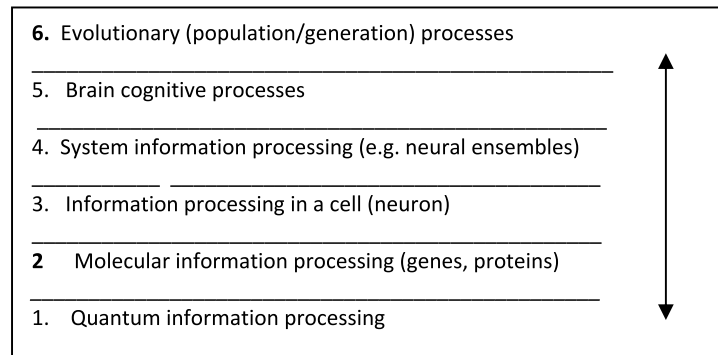 6. Evolutionary (population/generation) processes
5. Brain cognitive processes
4. System information processing (e.g. neural ensembles)
3. Information processing in a cell (neuron)
2 Molecular information processing (genes, proteins)
1. Quantum information processing